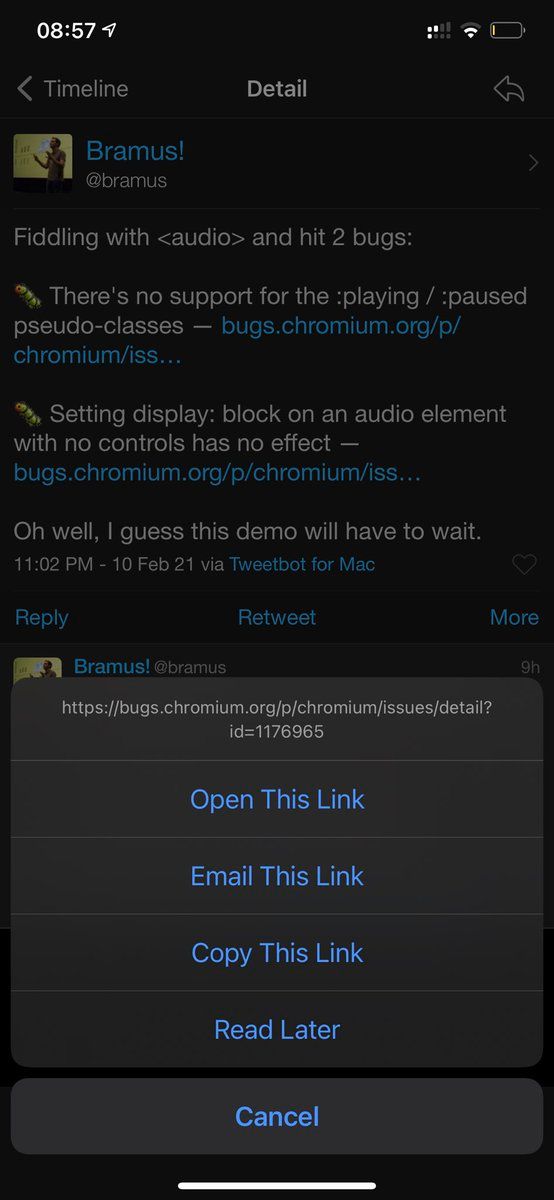 08:57
Timeline
Detail
Bramus!
@bramus
Fiddling with <audio> and hit 2 bugs:
🐛 There's no support for the :playing / :paused
pseudo-classes — bugs.chromium.org/p/
chromium/iss…
🐛 Setting display: block on an audio element
with no controls has no effect —
bugs.chromium.org/p/chromium/iss…
Oh well, I guess this demo will have to wait.
11:02 PM - 10 Feb 21 via Tweetbot for Mac
Reply Retweet More
Bramus! @bramus 9h
https://bugs.chromium.org/p/chromium/issues/detail?
id=1176965
Open This Link
Email This Link
Copy This Link
Read Later
Cancel